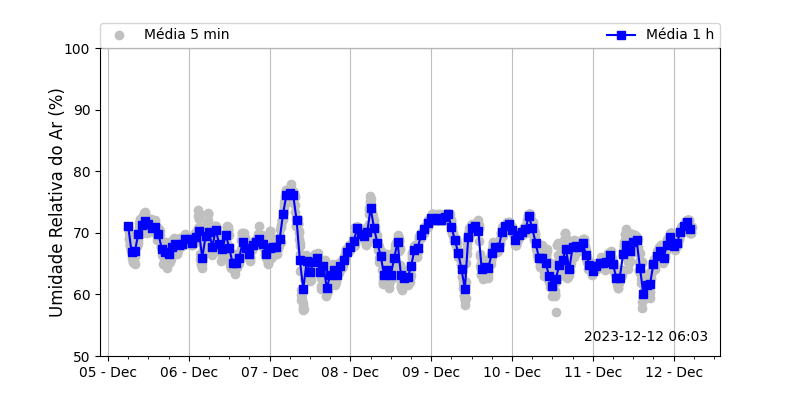 Média 5 min
Média 1 h
Umidade Relativa do Ar (%)
100
90
80
70
60
50
2023-12-12 06:03
05 - Dec
06 - Dec
07 - Dec
08 - Dec
09 - Dec
10 - Dec
11 - Dec
12 - Dec